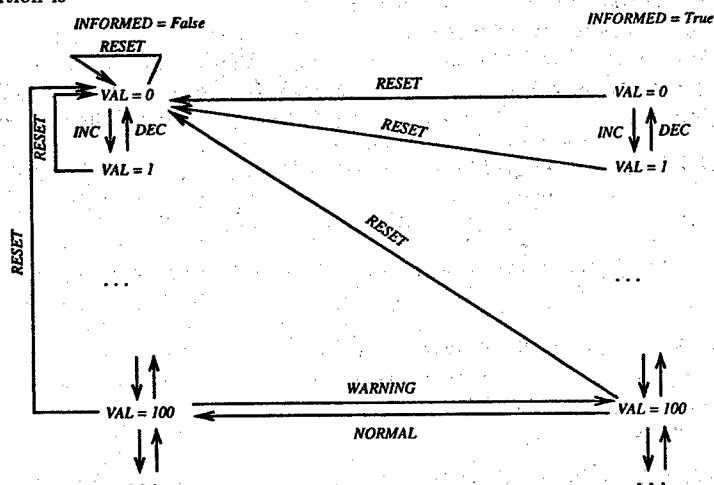 INFORMED = False
INFORMED = True
RESET
RESET
VAL = 0
VAL = 0
INC
DEC
INC
DEC
RESET
RESET
VAL = 1
VAL = 1
RESET
RESET
...
...
WARNING
VAL = 100
VAL = 100
NORMAL
...
...